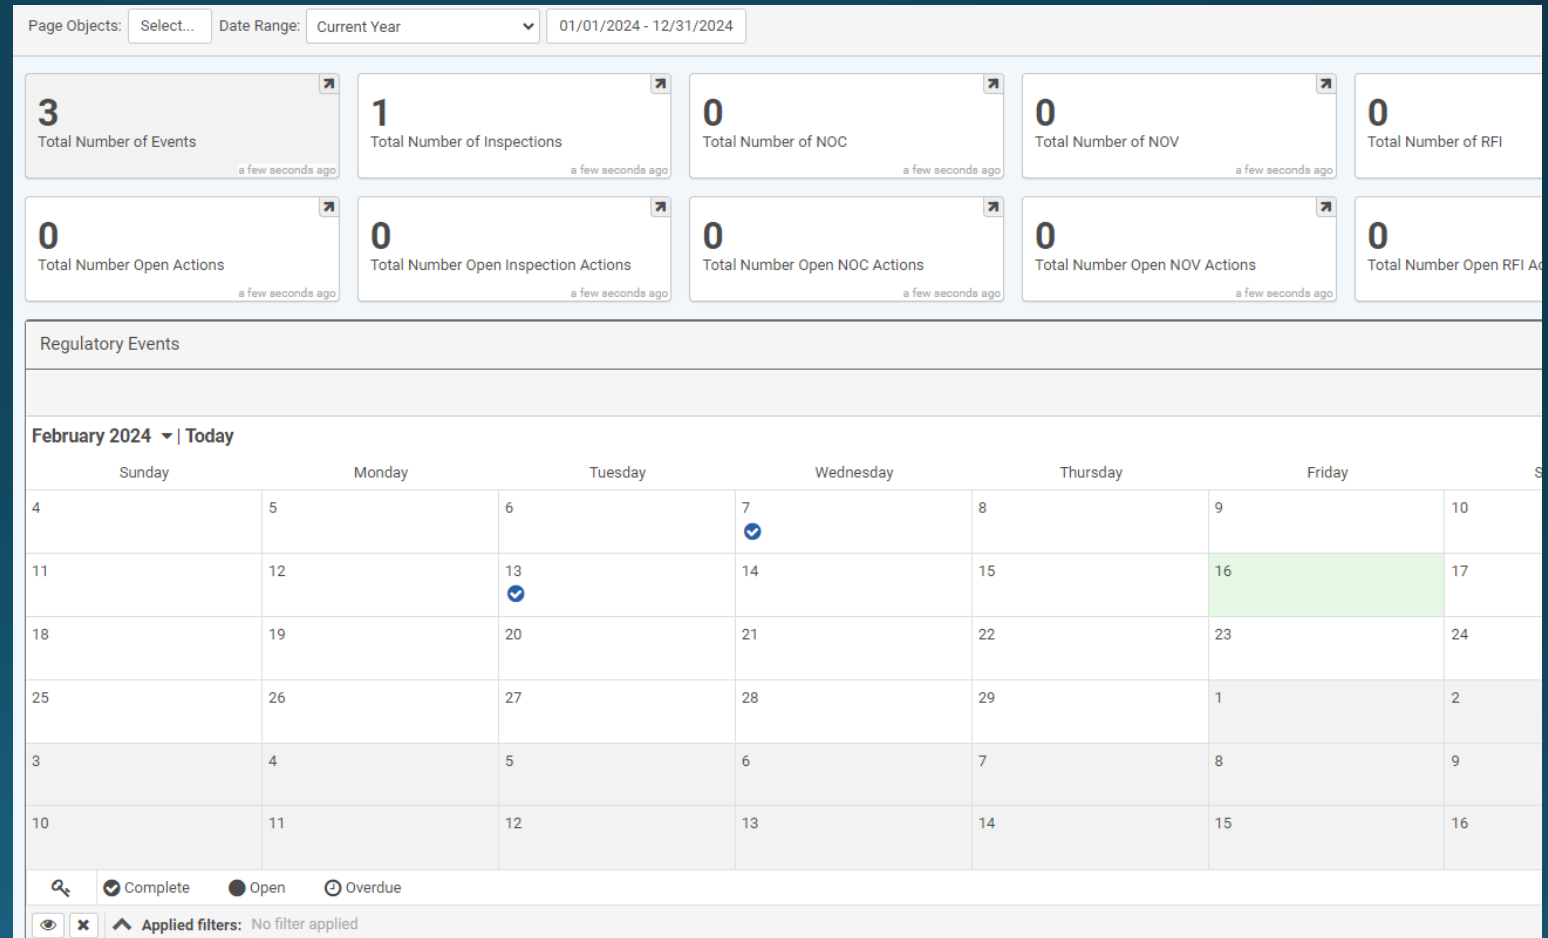 Page Objects: Select... Date Range: Current Year 01/01/2024 - 12/31/2024
3 1 0 0 0
Total Number of Events Total Number of Inspections Total Number of NOC Total Number of NOV Total Number of RFI
a few seconds ago a few seconds ago a few seconds ago a few seconds ago
0 0 0 0 0
Total Number Open Actions Total Number Open Inspection Actions Total Number Open NOC Actions Total Number Open NOV Actions Total Number Open RFI
a few seconds ago a few seconds ago a few seconds ago a few seconds ago
Regulatory Events
February 2024 | Today
Sunday Monday Tuesday Wednesday Thursday Friday
4 5 6 7 8 9 10
11 12 13 14 15 16 17
18 19 20 21 22 23 24
25 26 27 28 29 1 2
3 4 5 6 7 8 9
10 11 12 13 14 15 16
Complete Open Overdue
Applied filters: No filter applied